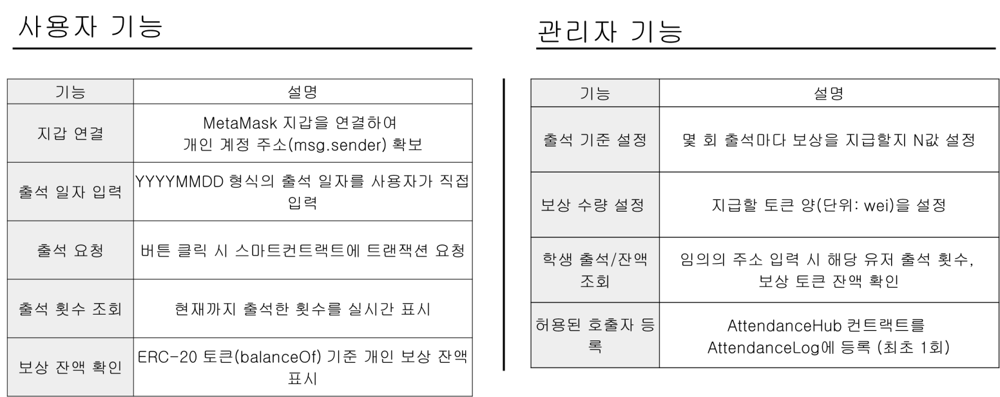 사용자 기능
기능
설명
지갑 연결
MetaMask 지갑을 연결하여
개인 계정 주소(msg.sender) 확보
출석 일자 입력
YYYYMMDD 형식의 출석 일자를 사용자가 직접
입력
출석 요청
버튼 클릭 시 스마트컨트랙트에 트랜잭션 요청
출석 횟수 조회
현재까지 출석한 횟수를 실시간 표시
보상 잔액 확인
ERC-20 토큰(balanceOf) 기준 개인 보상 잔액
표시
관리자 기능
기능
설명
출석 기준 설정
몇 회 출석마다 보상을 지급할지 N값 설정
보상 수량 설정
지급할 토큰 양(단위: wei)을 설정
학생 출석/잔액
조회
임의의 주소 입력 시 해당 유저 출석 횟수,
보상 토큰 잔액 확인
허용된 호출자 등
록
AttendanceHub 컨트랙트를
AttendanceLog에 등록 (최초 1회)